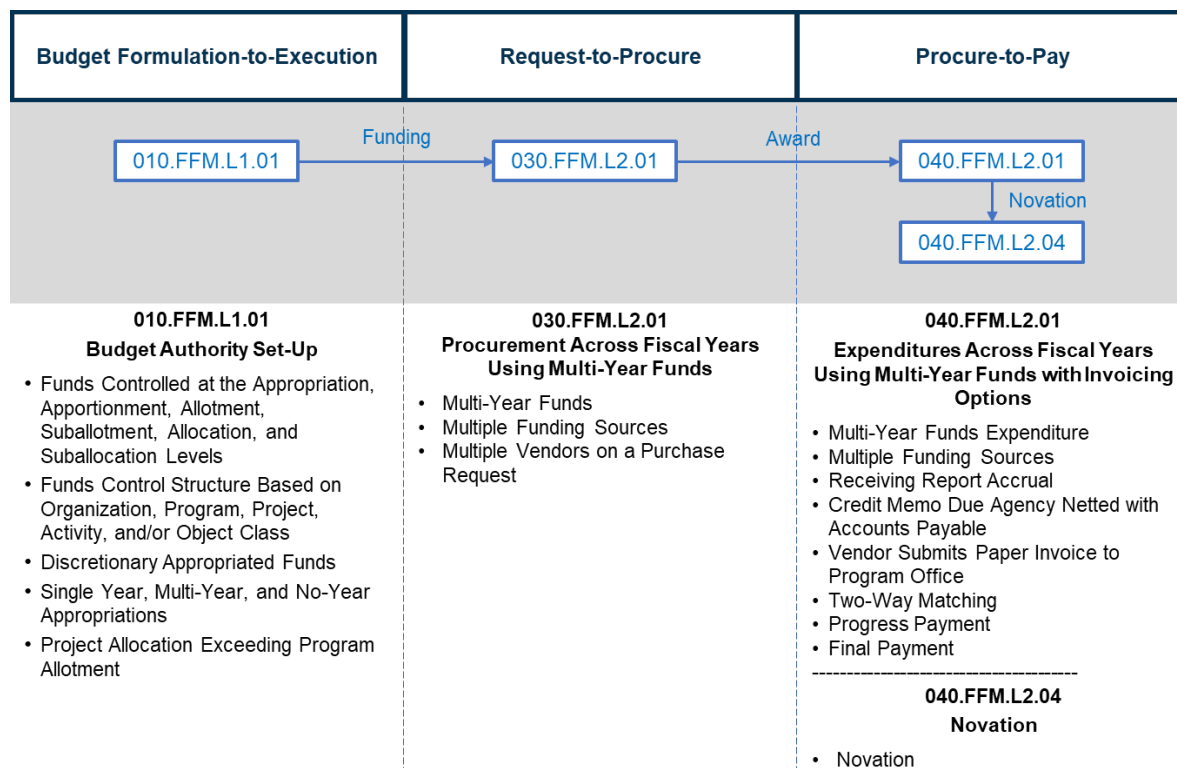 Budget Formulation-to-Execution
Request-to-Procure
Procure-to-Pay
Funding
Award
010.FFM.L1.01
030.FFM.L2.01
040.FFM.L2.01
Novation
040.FFM.L2.04
010.FFM.L1.01
Budget Authority Set-Up
• Funds Controlled at the Appropriation,
Apportionment, Allotment,
Suballotment, Allocation, and
Suballocation Levels
• Funds Control Structure Based on
Organization, Program, Project,
Activity, and/or Object Class
• Discretionary Appropriated Funds
• Single Year, Multi-Year, and No-Year
Appropriations
• Project Allocation Exceeding Program
Allotment
030.FFM.L2.01
Procurement Across Fiscal Years
Using Multi-Year Funds
• Multi-Year Funds
• Multiple Funding Sources
• Multiple Vendors on a Purchase
Request
040.FFM.L2.01
Expenditures Across Fiscal Years
Using Multi-Year Funds with Invoicing
Options
• Multi-Year Funds Expenditure
• Multiple Funding Sources
• Receiving Report Accrual
• Credit Memo Due Agency Netted with
Accounts Payable
• Vendor Submits Paper Invoice to
Program Office
• Two-Way Matching
• Progress Payment
• Final Payment
040.FFM.L2.04
Novation
• Novation